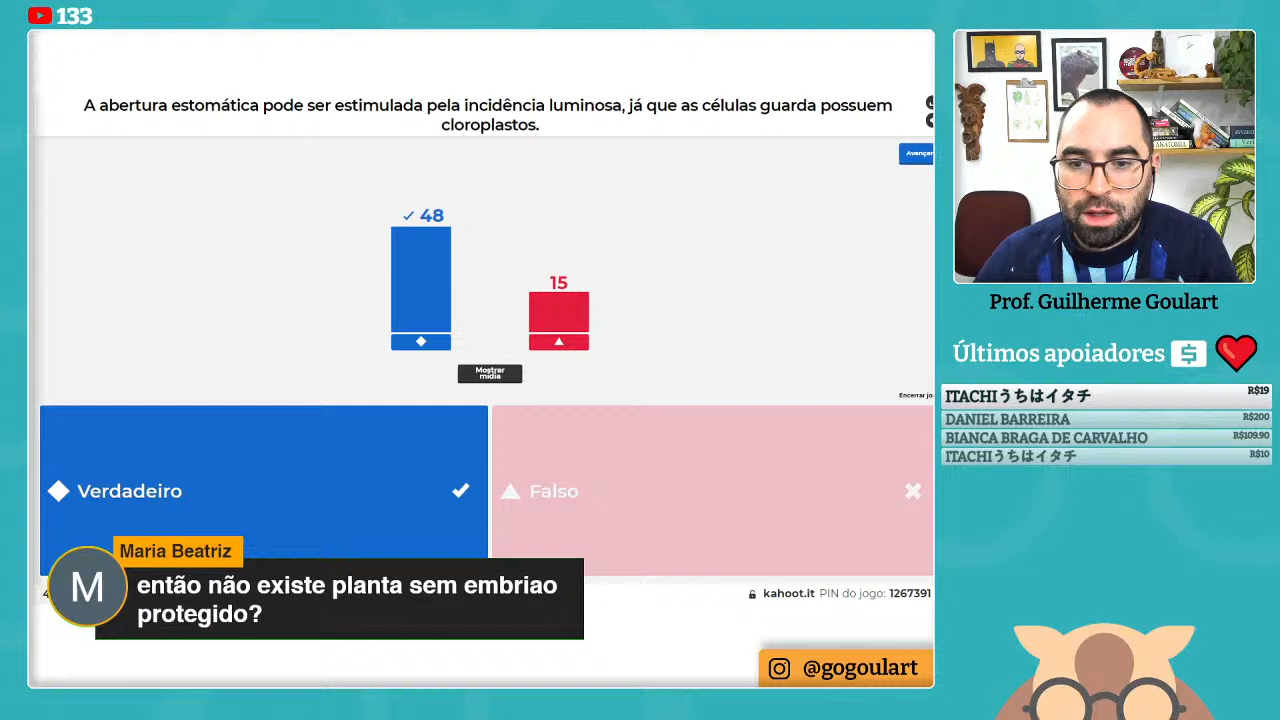 133
A abertura estomática pode ser estimulada pela incidência luminosa, já que as células guarda possuem
cloroplastos.
Avançar
48
15
Mostrar
mídia
Encerrar jo
Verdadeiro
Falso
Maria Beatriz
M
então não existe planta sem embriao
protegido?
4
kahoot.it PIN do jogo: 1267391
@gogoulart
ANATOMIA
Prof. Guilherme Goulart
Últimos apoiadores
ITACHIうちはイタチ R$19
DANIEL BARREIRA R$200
BIANCA BRAGA DE CARVALHO R$109.90
ITACHIうちはイタチ R$10